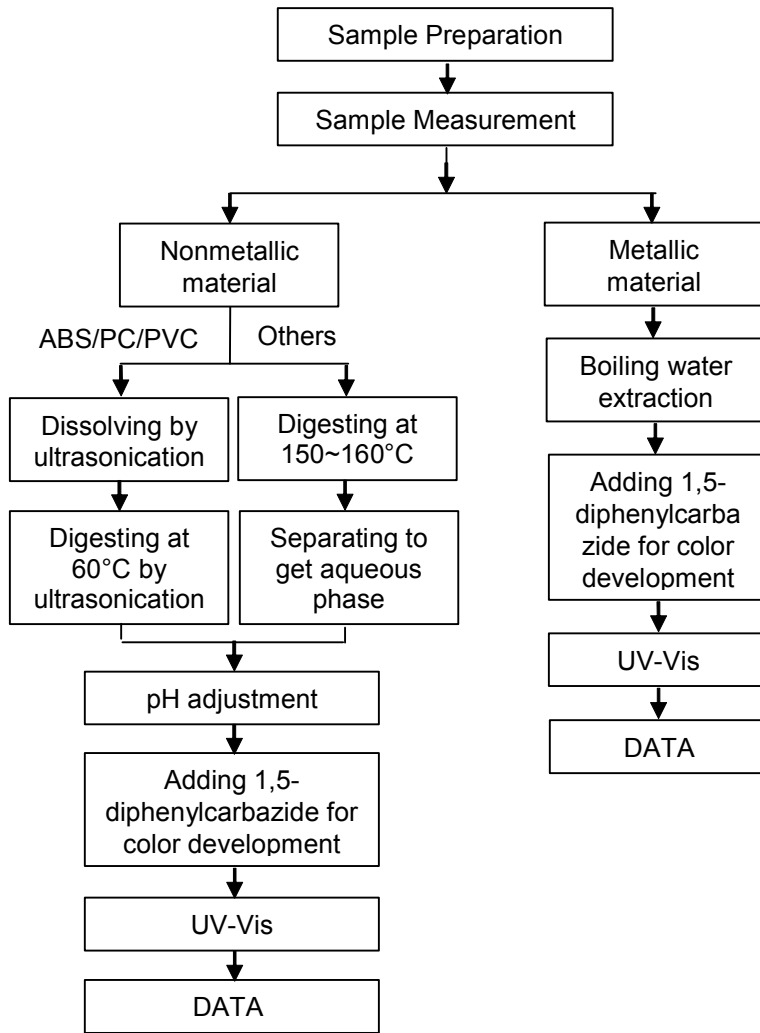 Sample Preparation
Sample Measurement
Nonmetallic
material
ABS/PC/PVC
Others
Dissolving by
ultrasonication
Digesting at
150~160°C
Digesting at
60°C by
ultrasonication
Separating to
get aqueous
phase
pH adjustment
Adding 1,5-
diphenylcarbazide for
color development
UV-Vis
DATA
Metallic
material
Boiling water
extraction
Adding 1,5-
diphenylcarba
zide for color
development
UV-Vis
DATA